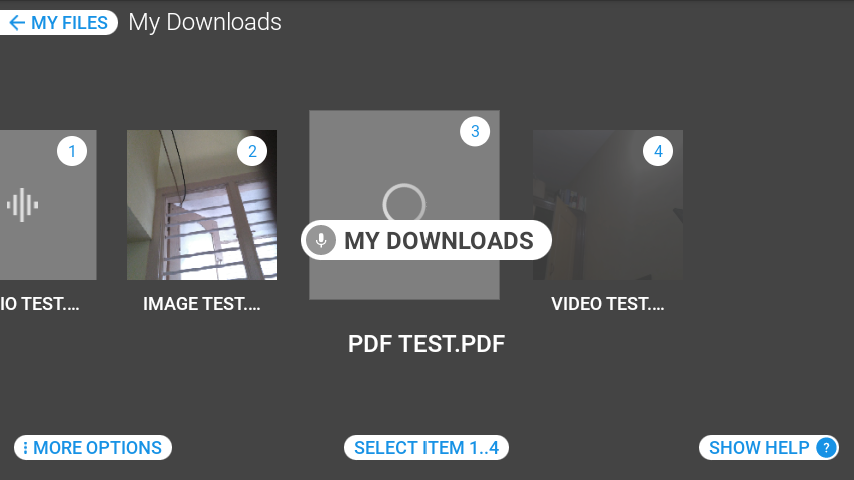 MY FILES
My Downloads
1
2
3
4
MY DOWNLOADS
IO TEST....
IMAGE TEST....
PDF TEST.PDF
VIDEO TEST....
MORE OPTIONS
SELECT ITEM 1..4
SHOW HELP ?